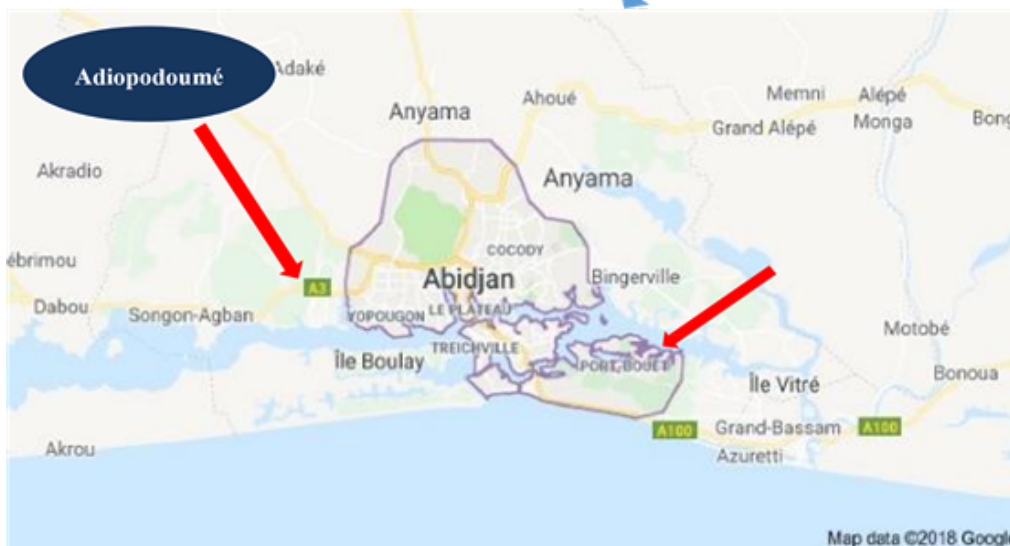 Adiopodoumé
Adaké
Anyama
Ahoué
Memni
Alépé
Grand Alépé
Monga
Bong
Akradio
Anyama
COCODY
ébrimou
A3
Abidjan
Bingerville
Dabou
Songon-Agban
YOPOUGON
LE PLATEAU
Motobé
TREICHVILLE
Île Boulay
PORT, BOUËT
Île Vitré
Bonoua
A100
Grand-Bassam
A100
Akrou
Azuretti
Map data ©2018 Google